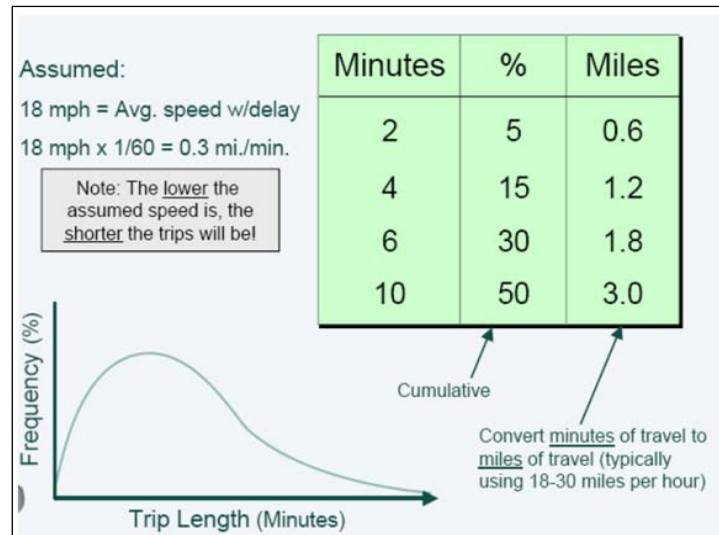 Assumed:
18 mph = Avg. speed w/delay
18 mph x 1/60 = 0.3 mi./min.
Note: The lower the
assumed speed is, the
shorter the trips will be!
Minutes % Miles
2 5 0.6
4 15 1.2
6 30 1.8
10 50 3.0
Cumulative
Convert minutes of travel to
miles of travel (typically
using 18-30 miles per hour)
Frequency (%)
Trip Length (Minutes)